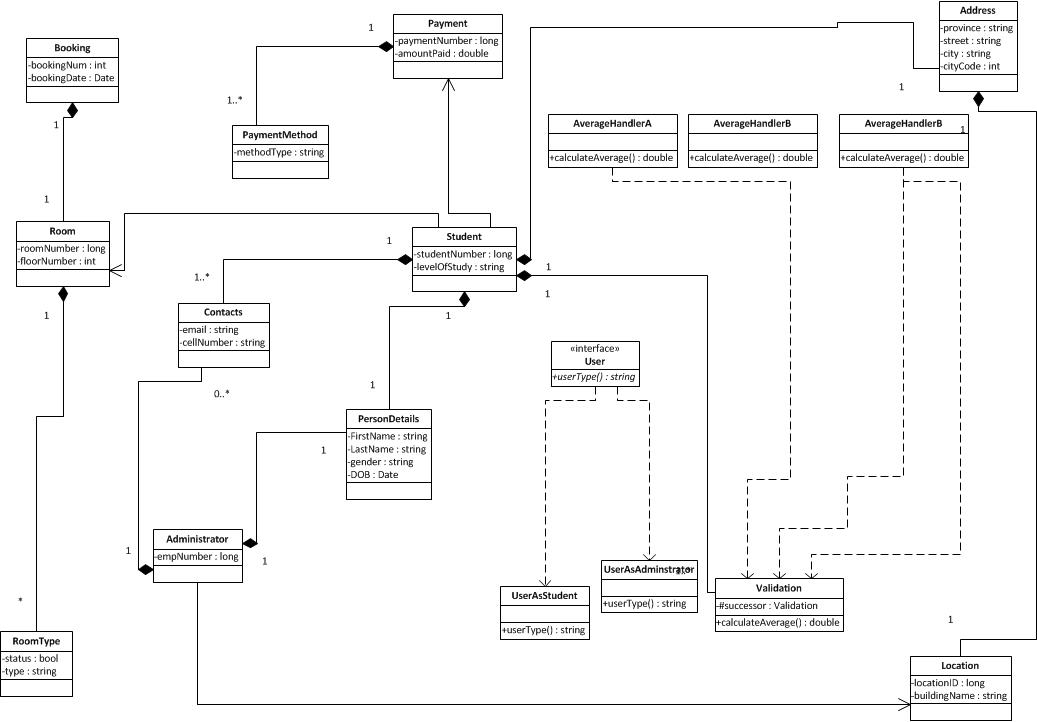 Booking
-bookingNum : int
-bookingDate : Date
1
1
Payment
-paymentNumber : long
-amountPaid : double
1
1..*
PaymentMethod
-methodType : string
Address
-province : string
-street : string
-city : string
-cityCode : int
1
1
AverageHandlerA
+calculateAverage() : double
AverageHandlerB
+calculateAverage() : double
AverageHandlerB
+calculateAverage() : double
Room
-roomNumber : long
-floorNumber : int
1
Student
-studentNumber : long
-levelOfStudy : string
1
1
1
1
1..*
Contacts
-email : string
-cellNumber : string
0..*
«interface»
User
+userType() : string
1
PersonDetails
-FirstName : string
-LastName : string
-gender : string
-DOB : Date
1
Administrator
-empNumber : long
1
1
*
RoomType
-status : bool
-type : string
UserAsStudent
+userType() : string
UserAsAdminstrator
+userType() : string
Validation
-#successor : Validation
+calculateAverage() : double
1
Location
-locationID : long
-buildingName : string